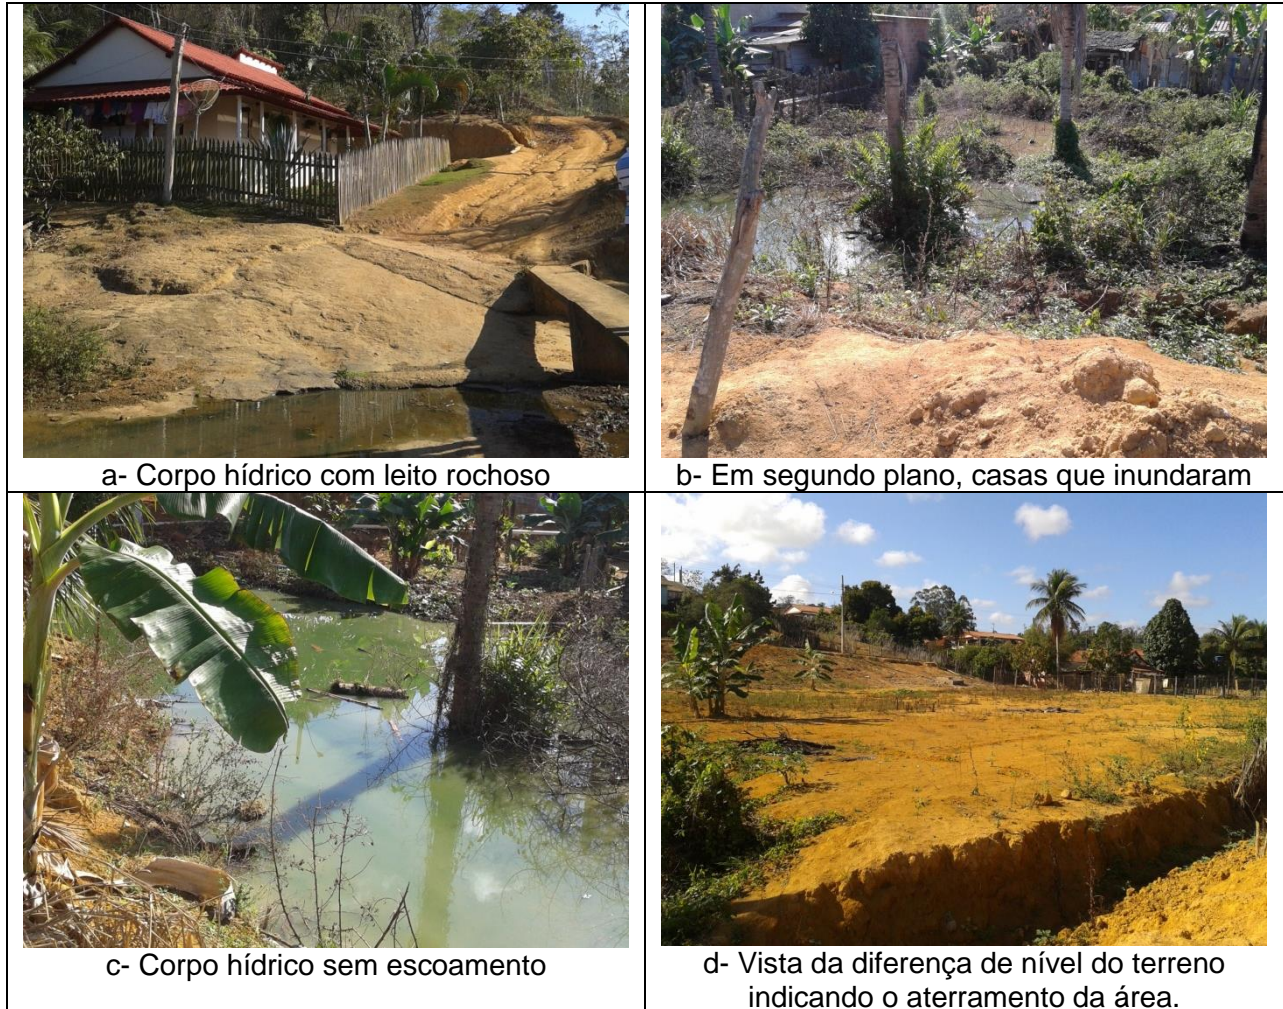 a- Corpo hídrico com leito rochoso
b- Em segundo plano, casas que inundaram
c- Corpo hídrico sem escoamento
d- Vista da diferença de nível do terreno
indicando o aterramento da área.